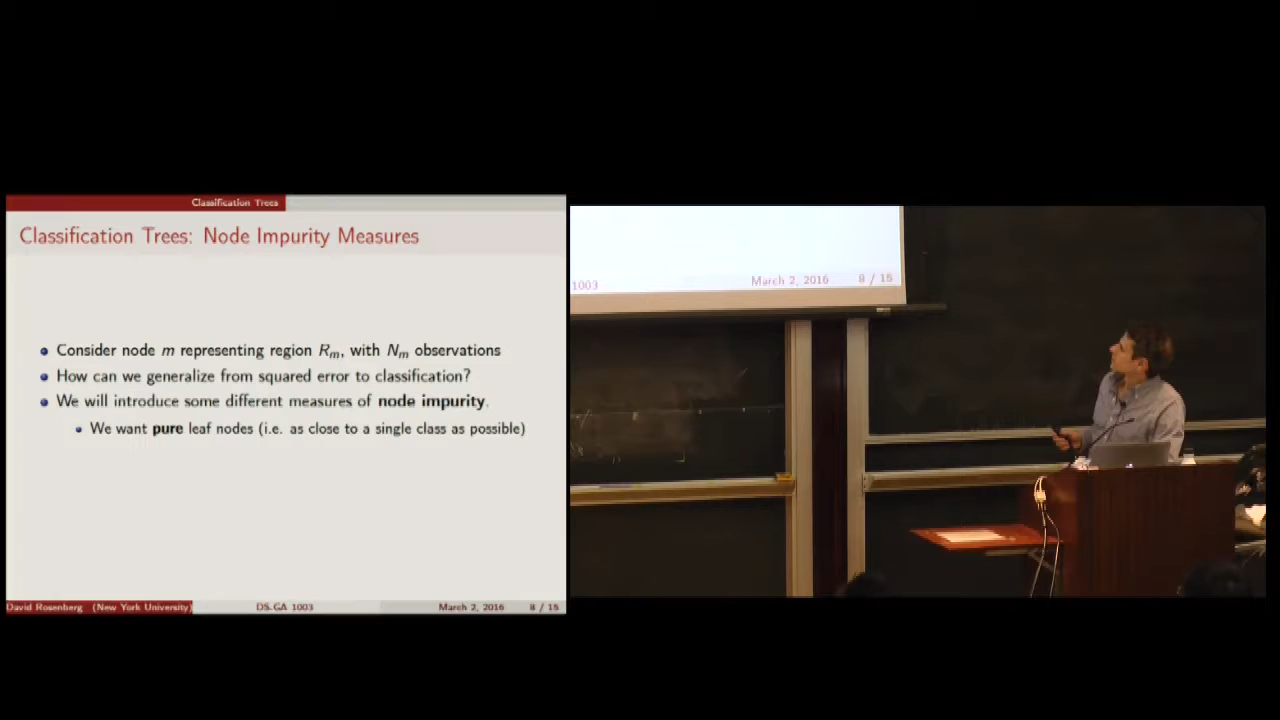 Classification Trees
Classification Trees: Node Impurity Measures
Consider node m representing region Rm, with Nm observations
How can we generalize from squared error to classification?
We will introduce some different measures of node impurity.
We want pure leaf nodes (i.e. as close to a single class as possible)
David Rosenberg (New York University)
DS-GA 1003
March 2, 2016
8 / 15
1003
March 2, 2016
8 / 15